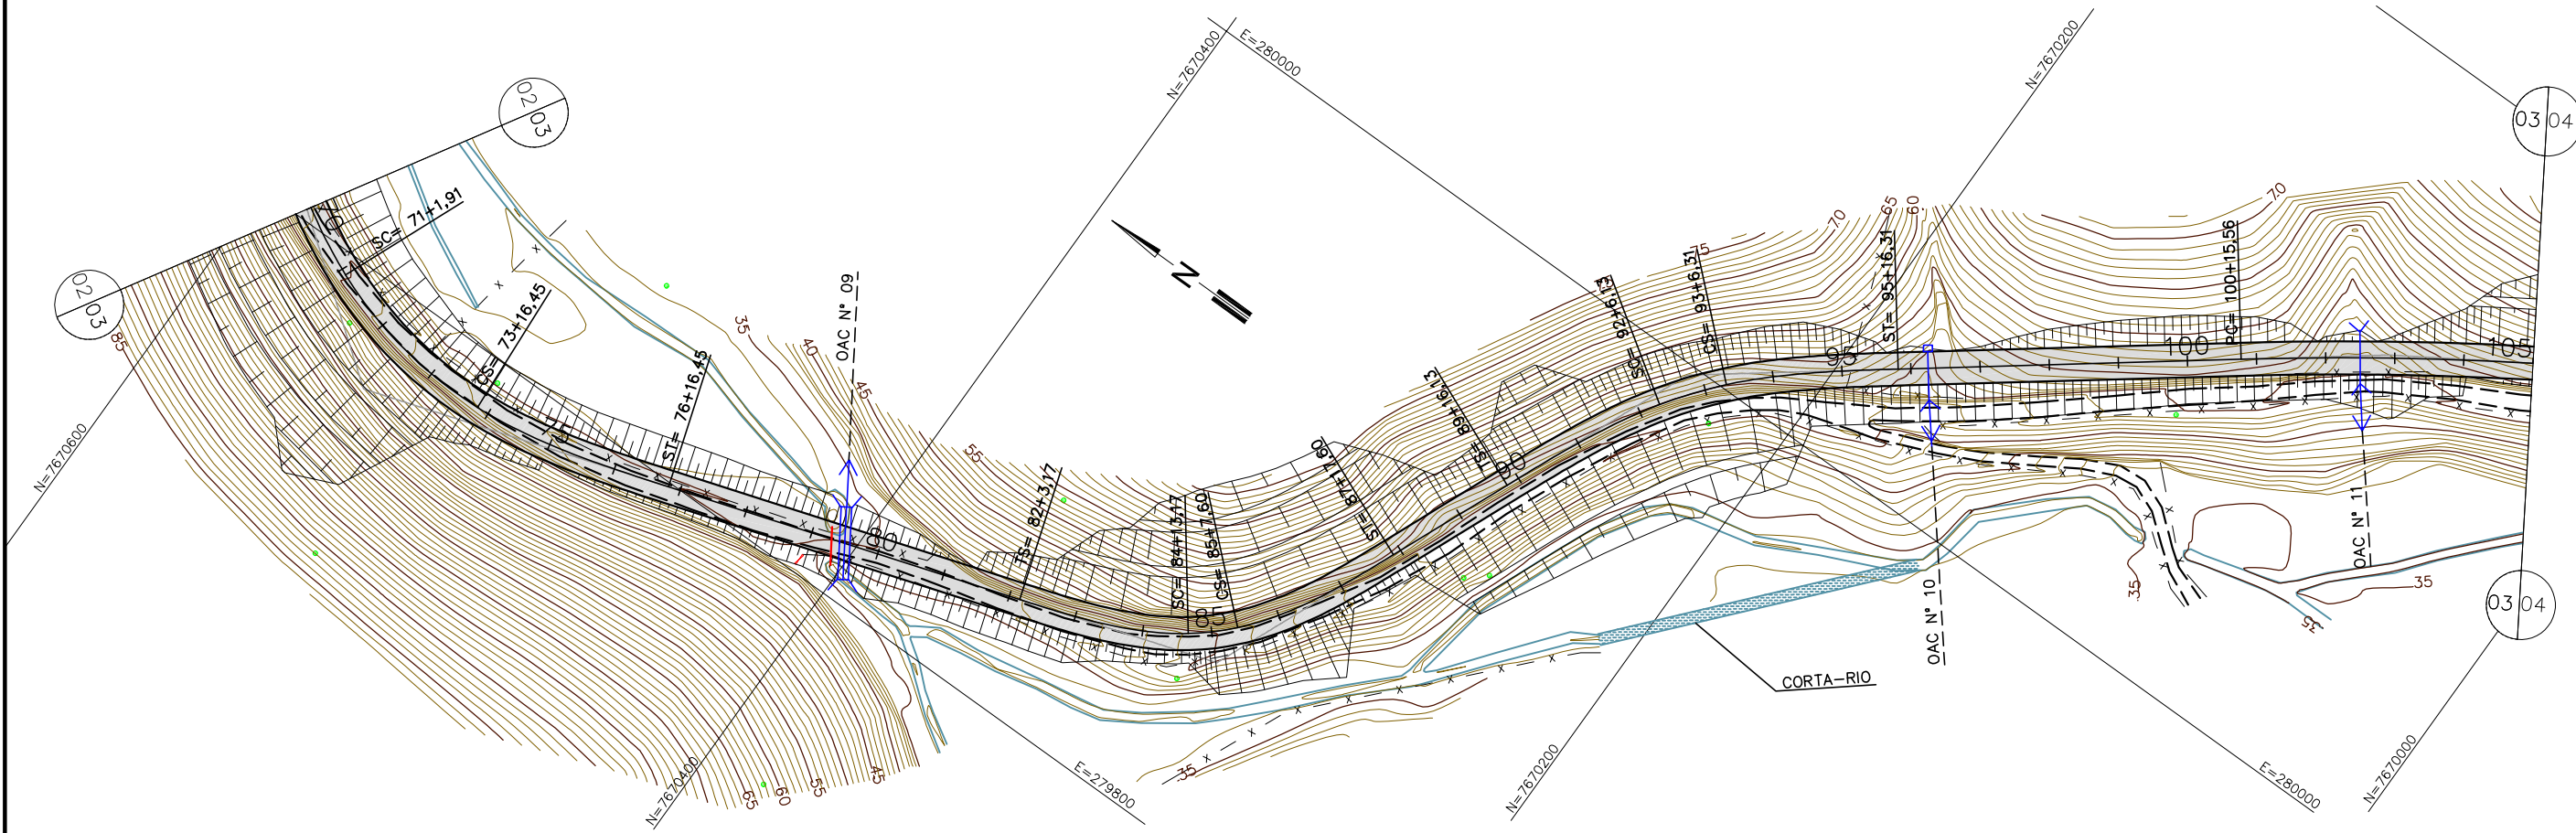 02
03
02
03
85
N=7670600
70
SC= 71+1,91
CS= 73+16,45
75
ST= 76+16,45
35
40
45
55
OAC N° 09
80
N=7670400
E=280000
N
TS= 82+3,17
SC= 84+3,17
CS= 85+7,60
ST= 87+7,60
TS= 89+16,13
90
SC= 92+6,13
CS= 93+6,31
75
75
70
65
60
95
ST= 95+16,31
N=7670200
100
PC= 100+15,56
70
105
03
04
OAC N° 11
OAC N° 10
CORTA-RIO
35
35
35
03
04
65
60
55
45
N=7670400
E=279800
35
N=7670200
E=280000
N=7670000